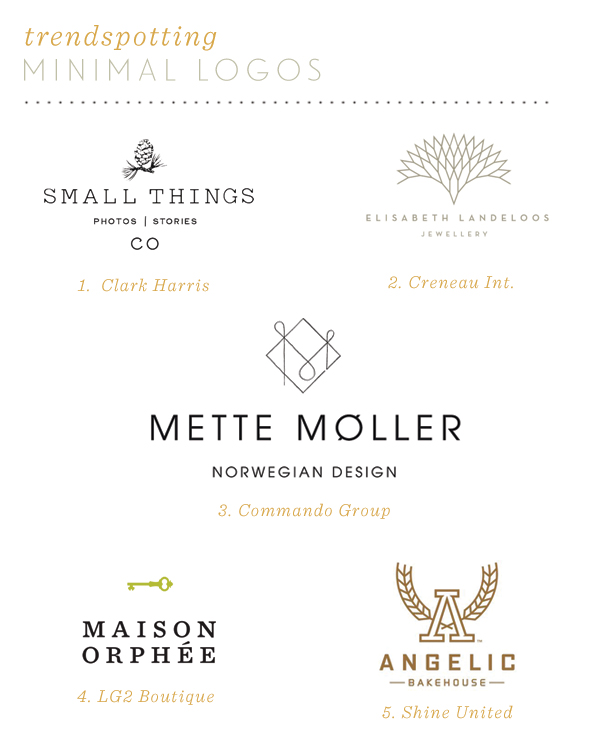 trendspotting
MINIMAL LOGOS
SMALL THINGS
PHOTOS | STORIES
CO
1. Clark Harris
ELISABETH LANDELOOS
JEWELLERY
2. Creneau Int.
METTE MØLLER
NORWEGIAN DESIGN
3. Commando Group
MAISON
ORPHÉE
4. LG2 Boutique
A™
ANGELIC
—BAKEHOUSE—
5. Shine United